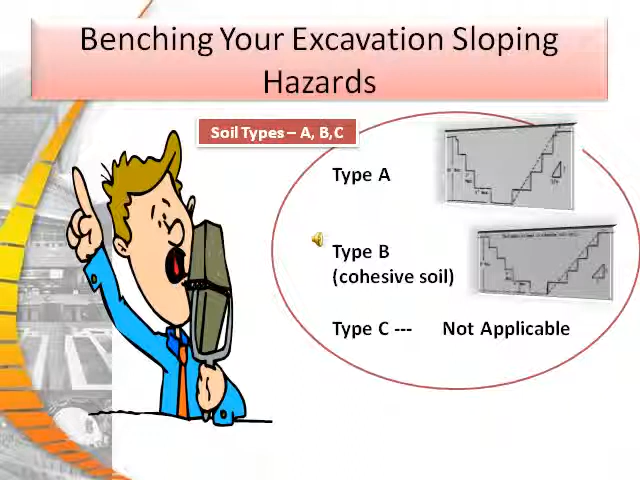 Benching Your Excavation Sloping
Hazards
Soil Types – A, B,C
Type A
Type B
(cohesive soil)
Type C --- Not Applicable